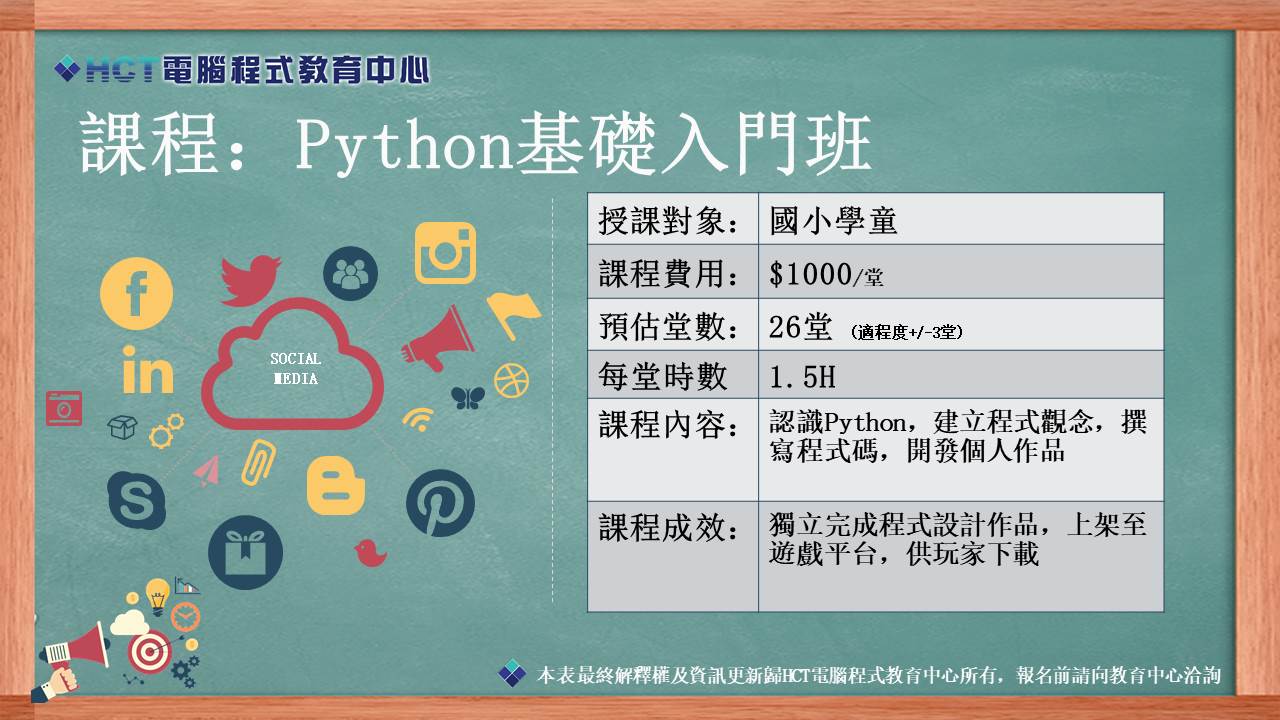 HCT電腦程式教育中心
課程：Python基礎入門班
授課對象： 國小學童
課程費用： $1000/堂
預估堂數： 26堂 (適程度+/-3堂)
每堂時數 1.5H
課程內容： 認識Python，建立程式觀念，撰
寫程式碼，開發個人作品
課程成效： 獨立完成程式設計作品，上架至
遊戲平台，供玩家下載
SOCIAL
MEDIA
本表最終解釋權及資訊更新歸HCT電腦程式教育中心所有，報名前請向教育中心洽詢